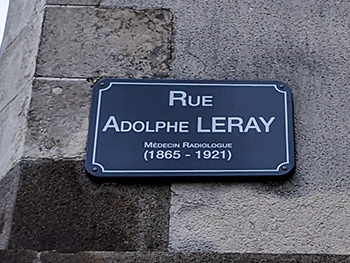 Rue
Adolphe LERAY
Médecin Radiologue
(1865 - 1921)